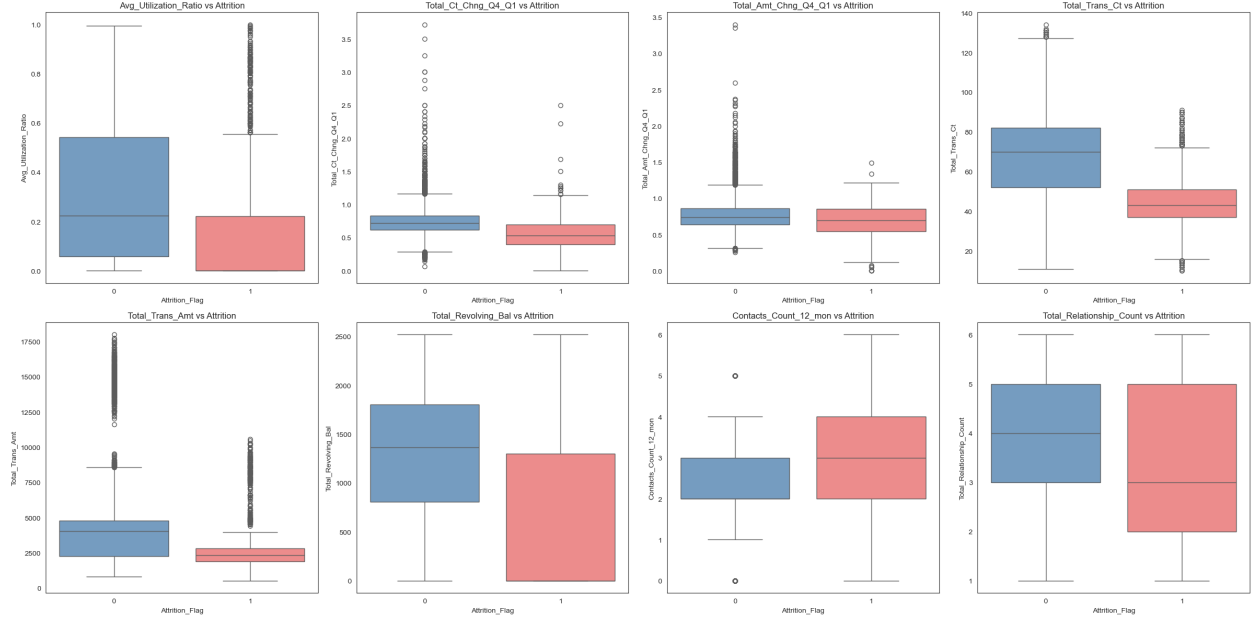 Avg_Utilization_Ratio vs Attrition
Avg_Utilization_Ratio
1.0
0.8
0.6
0.4
0.2
0.0
0 1
Attrition_Flag
Total_Ct_Chng_Q4_Q1 vs Attrition
Total_Ct_Chng_Q4_Q1
3.5
3.0
2.5
2.0
1.5
1.0
0.5
0.0
0 1
Attrition_Flag
Total_Amt_Chng_Q4_Q1 vs Attrition
Total_Amt_Chng_Q4_Q1
3.5
3.0
2.5
2.0
1.5
1.0
0.5
0.0
0 1
Attrition_Flag
Total_Trans_Ct vs Attrition
Total_Trans_Ct
140
120
100
80
60
40
20
0 1
Attrition_Flag
Total_Trans_Amt vs Attrition
Total_Trans_Amt
17500
15000
12500
10000
7500
5000
2500
0
0 1
Attrition_Flag
Total_Revolving_Bal vs Attrition
Total_Revolving_Bal
2500
2000
1500
1000
500
0
0 1
Attrition_Flag
Contacts_Count_12_mon vs Attrition
Contacts_Count_12_mon
6
5
4
3
2
1
0
0 1
Attrition_Flag
Total_Relationship_Count vs Attrition
Total_Relationship_Count
6
5
4
3
2
1
0 1
Attrition_Flag